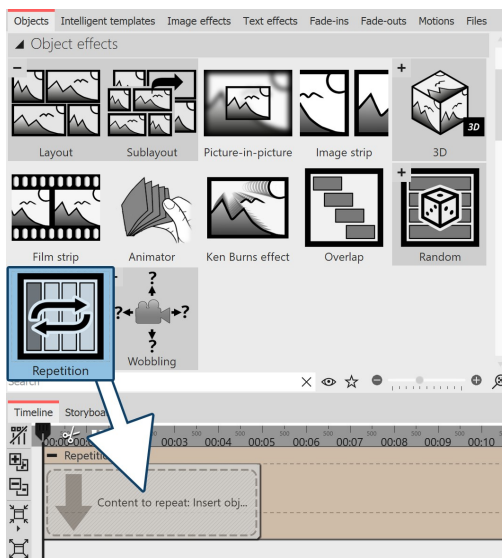 Objects Intelligent templates Image effects Text effects Fade-ins Fade-outs Motions Files
Object effects
Layout Sublayout Picture-in-picture Image strip 3D
3D
Film strip Animator Ken Burns effect Overlap Random
? ? ? ?
Repetition Wobbling
Search
Timeline Storyboa
00:03 00:04 00:05 00:06 00:07 00:08 00:09 00:10
Repetition
Content to repeat: Insert obj...